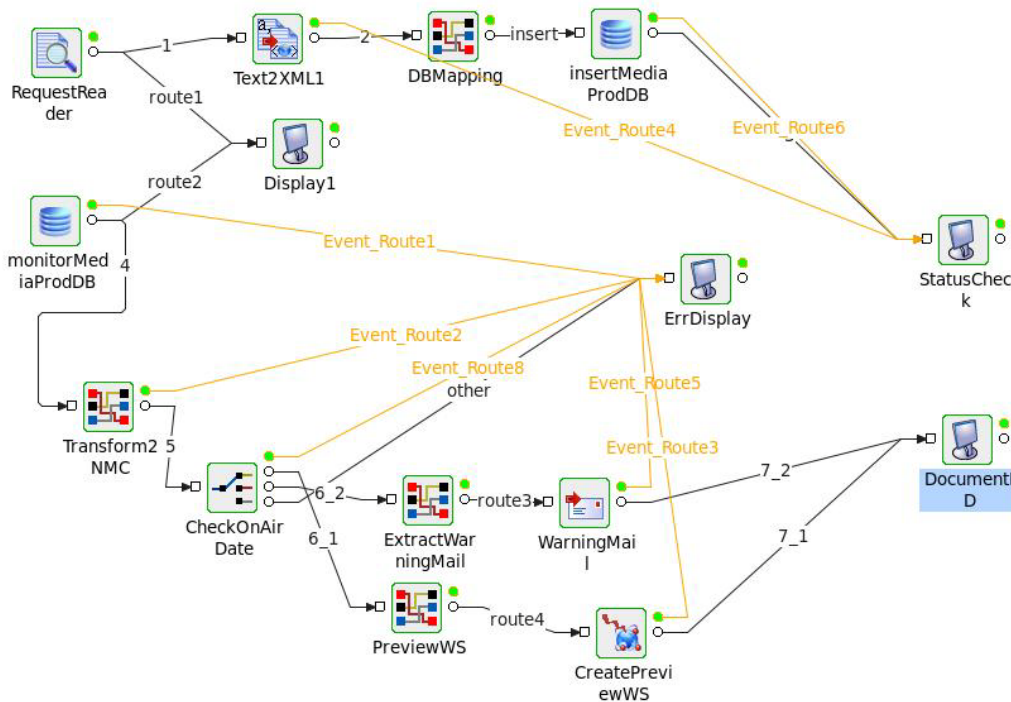 1
2
insert
RequestRea
der
Text2XML1
DBMapping
insertMedia
ProdDB
route1
Event_Route4
Event_Route6
Display1
route2
monitorMed
iaProdDB
4
Event_Route1
StatusChec
k
ErrDisplay
Event_Route2
Event_Route8
other
Event_Route5
Transform2
NMC
5
Event_Route3
CheckOnAir
Date
6_2
route3
7_2
DocumentI
D
6_1
ExtractWar
ningMail
WarningMai
l
7_1
PreviewWS
route4
CreatePrevi
ewWS